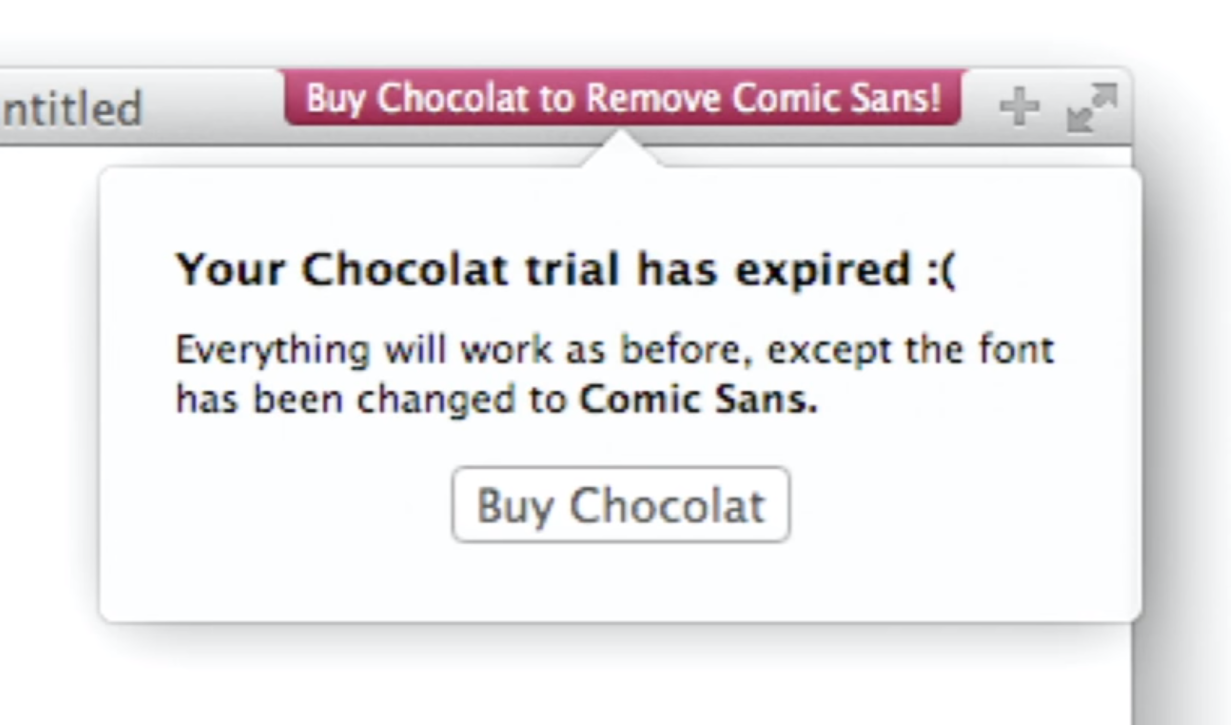 ntitled
Buy Chocolat to Remove Comic Sans!
Your Chocolat trial has expired :(
Everything will work as before, except the font
has been changed to Comic Sans.
Buy Chocolat